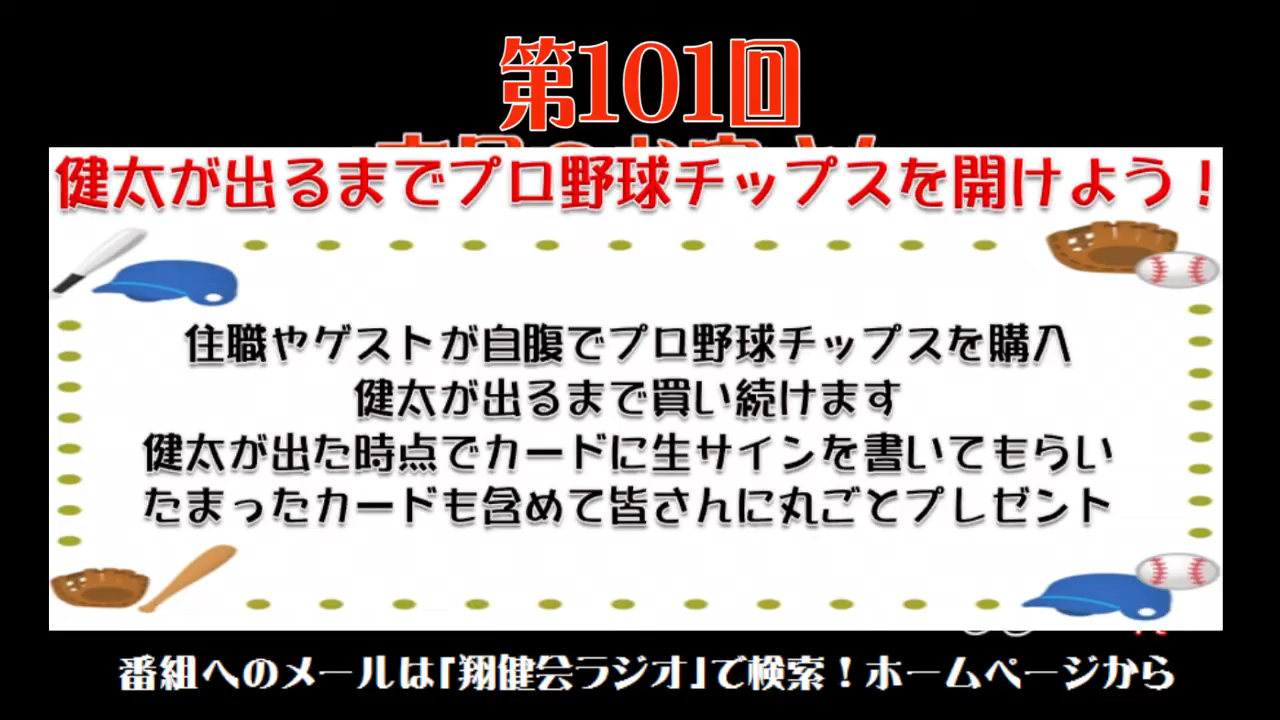 第101回
健太が出るまでプロ野球チップスを開けよう！
住職やゲストが自腹でプロ野球チップスを購入
健太が出るまで買い続けます
健太が出た時点でカードに生サインを書いてもらい
たまったカードも含めて皆さんに丸ごとプレゼント
番組へのメールは「翔健会ラジオ」で検索！ホームページから